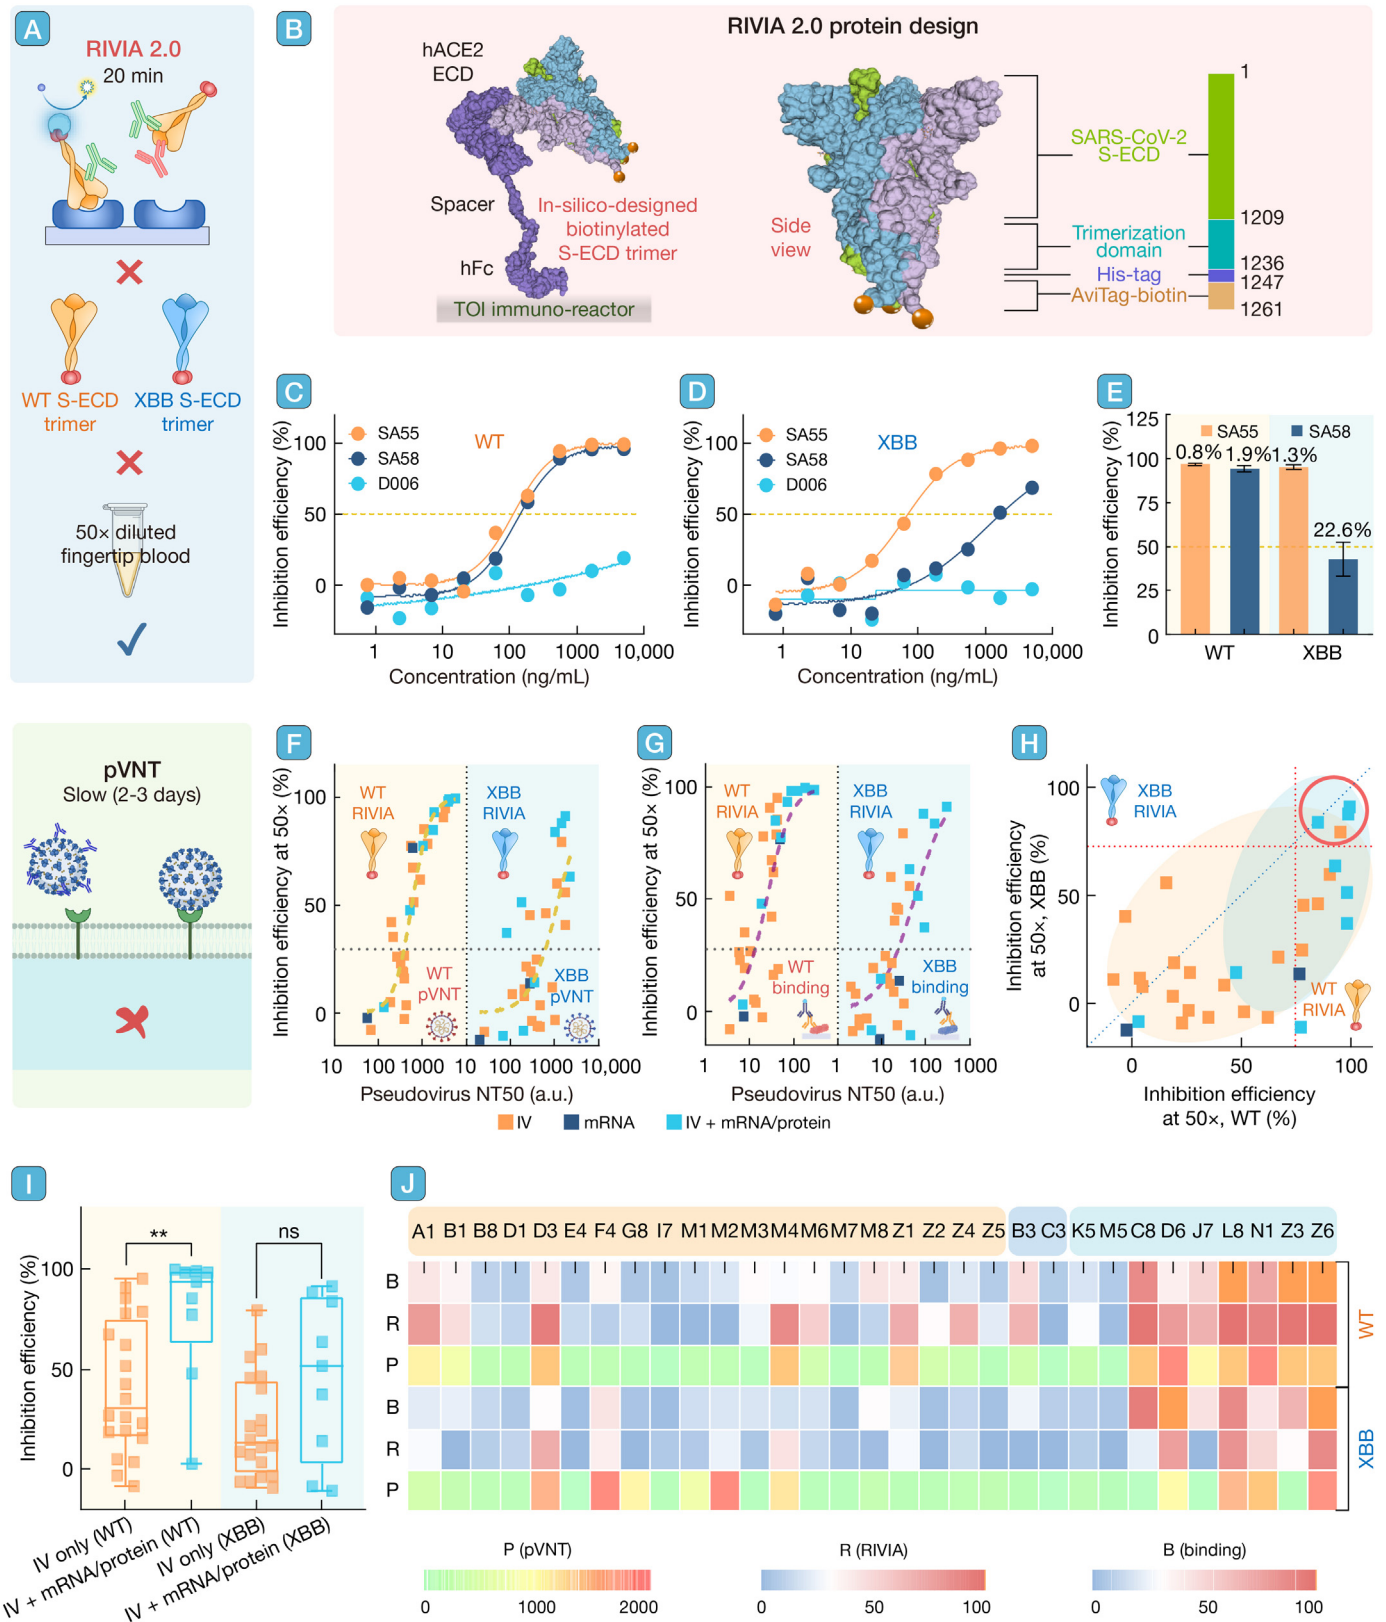 A
RIVIA 2.0
20 min
WT S-ECD
trimer
XBB S-ECD
trimer
50× diluted
fingertip blood
pVNT
Slow (2-3 days)
B
RIVIA 2.0 protein design
hACE2
ECD
Spacer
hFc
In-silico-designed
biotinylated
S-ECD trimer
TOI immuno-reactor
Side
view
SARS-CoV-2
S-ECD
Trimerization
domain
His-tag
AviTag-biotin
1
1209
1236
1247
1261
C
Inhibition efficiency (%)
100
50
0
SA55
SA58
D006
WT
1 10 100 1000 10,000
Concentration (ng/mL)
D
Inhibition efficiency (%)
100
50
0
SA55
SA58
D006
XBB
1 10 100 1000 10,000
Concentration (ng/mL)
E
Inhibition efficiency (%)
125
100
75
50
25
0
SA55 SA58
0.8% 1.9% 1.3%
22.6%
WT XBB
F
Inhibition efficiency at 50× (%)
100
50
0
WT
RIVIA
XBB
RIVIA
WT
pVNT
XBB
pVNT
10 100 1000 10 100 1000 10,000
Pseudovirus NT50 (a.u.)
G
Inhibition efficiency at 50× (%)
100
50
0
WT
RIVIA
XBB
RIVIA
WT
binding
XBB
binding
1 10 100 1 10 100 1000
Pseudovirus NT50 (a.u.)
IV mRNA IV + mRNA/protein
H
Inhibition efficiency
at 50×, XBB (%)
100
50
0
XBB
RIVIA
WT
RIVIA
0 50 100
Inhibition efficiency
at 50×, WT (%)
I
Inhibition efficiency (%)
100
50
0
** ns
IV only (WT)
IV + mRNA/protein (WT)
IV only (XBB)
IV + mRNA/protein (XBB)
J
A1 B1 B8 D1 D3 E4 F4 G8 I7 M1 M2 M3 M4 M6 M7 M8 Z1 Z2 Z4 Z5 B3 C3 K5 M5 C8 D6 J7 L8 N1 Z3 Z6
B
R
P
WT
B
R
P
XBB
P (pVNT)
0 1000 2000
R (RIVIA)
0 50 100
B (binding)
0 50 100